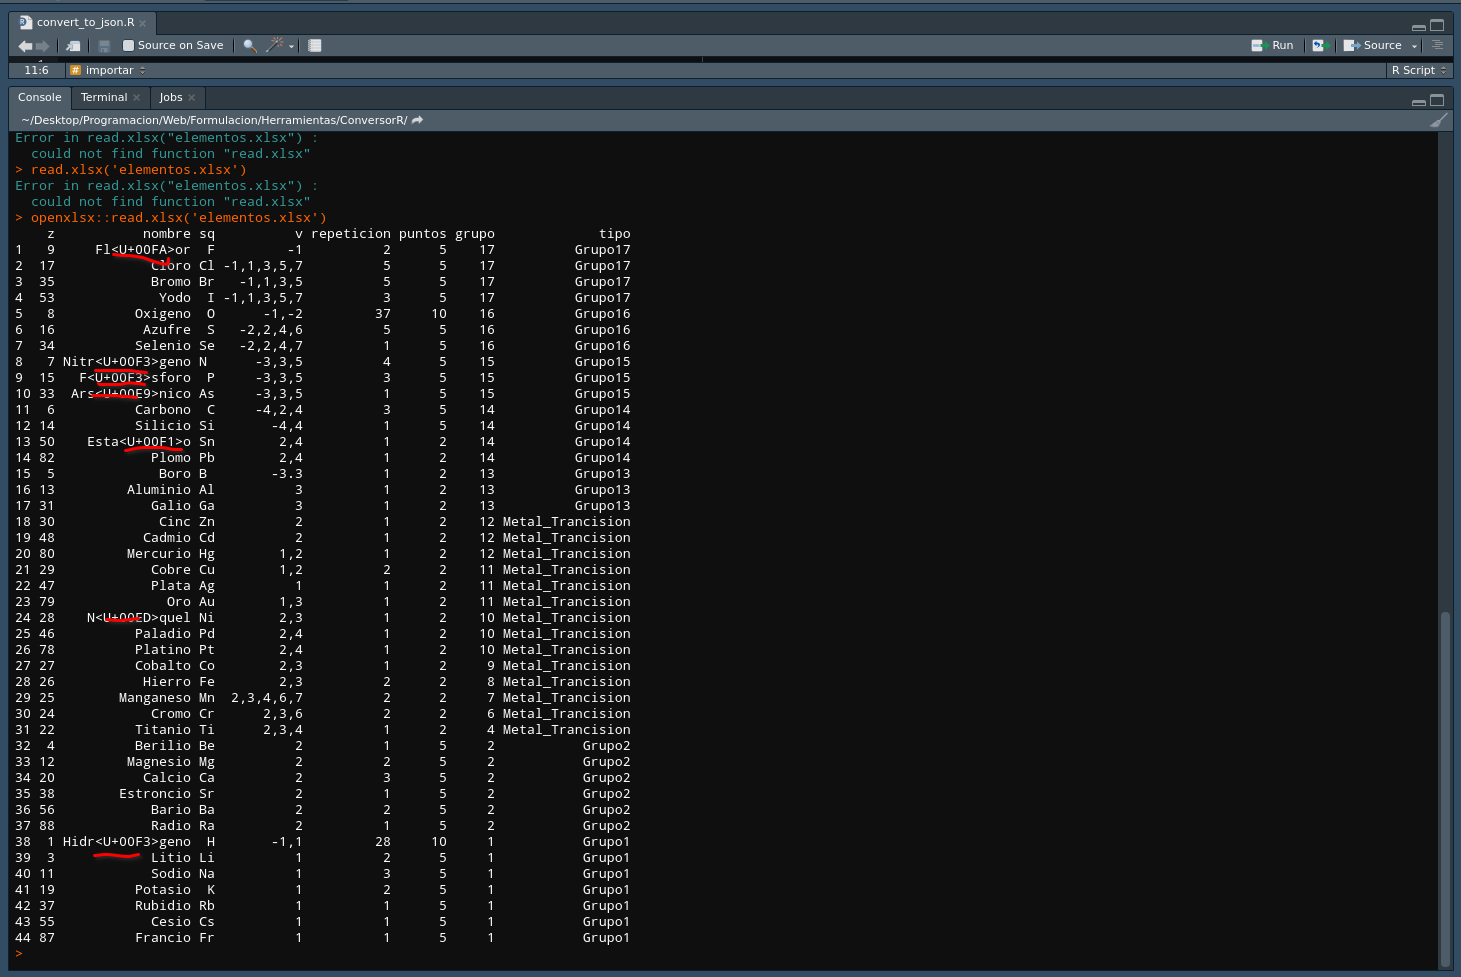 convert_to_json.R
Source on Save Run Source
11:6 importar R Script
Console Terminal Jobs
~/Desktop/Programacion/Web/Formulacion/Herramientas/ConversorR/
Error in read.xlsx("elementos.xlsx") :
  could not find function "read.xlsx"
> read.xlsx('elementos.xlsx')
Error in read.xlsx("elementos.xlsx") :
  could not find function "read.xlsx"
> openxlsx::read.xlsx('elementos.xlsx')
z nombre sq v repeticion puntos grupo tipo
1 9 Fl<U+00FA>or F -1 2 5 17 Grupo17
2 17 Cloro Cl -1,1,3,5,7 5 5 17 Grupo17
3 35 Bromo Br -1,1,3,5 5 5 17 Grupo17
4 53 Yodo I -1,1,3,5,7 3 5 17 Grupo17
5 8 Oxigeno O -1,-2 37 10 16 Grupo16
6 16 Azufre S -2,2,4,6 5 5 16 Grupo16
7 34 Selenio Se -2,2,4,7 1 5 16 Grupo16
8 7 Nitr<U+00F3>geno N -3,3,5 4 5 15 Grupo15
9 15 F<U+00F3>sforo P -3,3,5 3 5 15 Grupo15
10 33 Ars<U+00E9>nico As -3,3,5 1 5 15 Grupo15
11 6 Carbono C -4,2,4 3 5 14 Grupo14
12 14 Silicio Si -4,4 1 5 14 Grupo14
13 50 Esta<U+00F1>o Sn 2,4 1 2 14 Grupo14
14 82 Plomo Pb 2,4 1 2 14 Grupo14
15 5 Boro B -3.3 1 2 13 Grupo13
16 13 Aluminio Al 3 1 2 13 Grupo13
17 31 Galio Ga 3 1 2 13 Grupo13
18 30 Cinc Zn 2 1 2 12 Metal_Trancision
19 48 Cadmio Cd 2 1 2 12 Metal_Trancision
20 80 Mercurio Hg 1,2 1 2 12 Metal_Trancision
21 29 Cobre Cu 1,2 2 2 11 Metal_Trancision
22 47 Plata Ag 1 1 2 11 Metal_Trancision
23 79 Oro Au 1,3 1 2 11 Metal_Trancision
24 28 N<U+00ED>quel Ni 2,3 1 2 10 Metal_Trancision
25 46 Paladio Pd 2,4 1 2 10 Metal_Trancision
26 78 Platino Pt 2,4 1 2 10 Metal_Trancision
27 27 Cobalto Co 2,3 1 2 9 Metal_Trancision
28 26 Hierro Fe 2,3 2 2 8 Metal_Trancision
29 25 Manganeso Mn 2,3,4,6,7 2 2 7 Metal_Trancision
30 24 Cromo Cr 2,3,6 2 2 6 Metal_Trancision
31 22 Titanio Ti 2,3,4 1 2 4 Metal_Trancision
32 4 Berilio Be 2 1 5 2 Grupo2
33 12 Magnesio Mg 2 2 5 2 Grupo2
34 20 Calcio Ca 2 3 5 2 Grupo2
35 38 Estroncio Sr 2 1 5 2 Grupo2
36 56 Bario Ba 2 2 5 2 Grupo2
37 88 Radio Ra 2 1 5 2 Grupo2
38 1 Hidr<U+00F3>geno H -1,1 28 10 1 Grupo1
39 3 Litio Li 1 2 5 1 Grupo1
40 11 Sodio Na 1 3 5 1 Grupo1
41 19 Potasio K 1 2 5 1 Grupo1
42 37 Rubidio Rb 1 1 5 1 Grupo1
43 55 Cesio Cs 1 1 5 1 Grupo1
44 87 Francio Fr 1 1 5 1 Grupo1
>